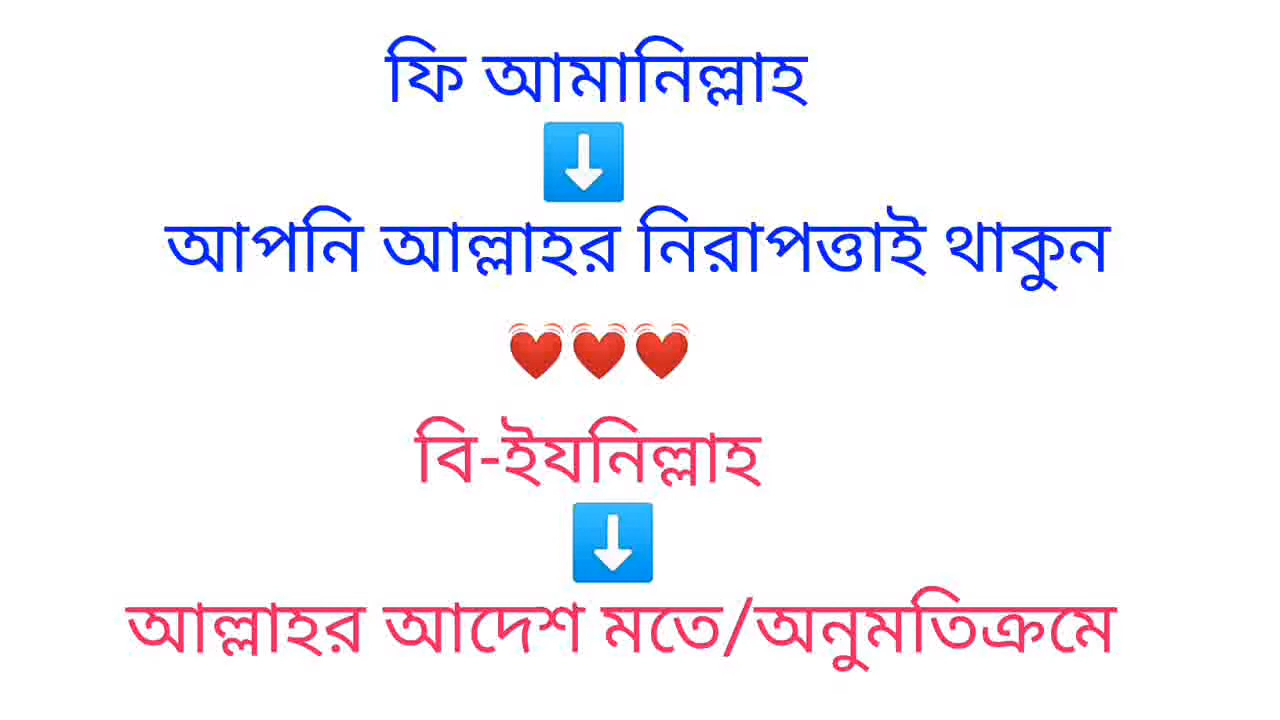 ফি আমানিল্লাহ
⬇️
আপনি আল্লাহর নিরাপত্তাই থাকুন
💓💓💓
বি-ইযনিল্লাহ
⬇️
আল্লাহর আদেশ মতে/অনুমতিক্রমে